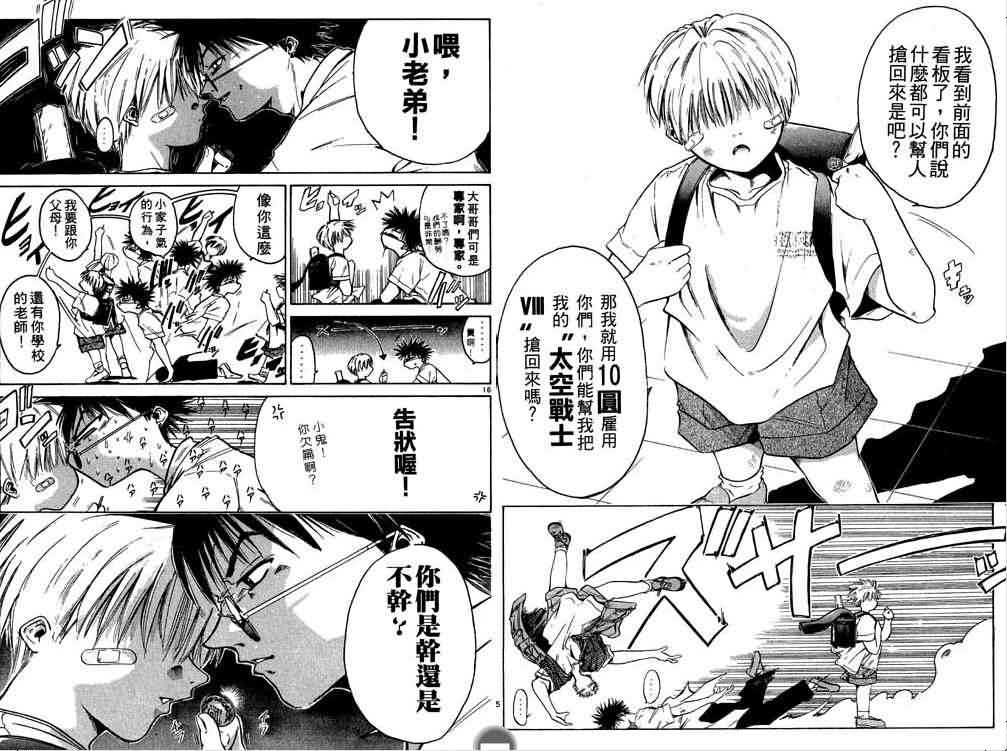 我看到前面的
看板了，你們說
什麼都可以幫人
搶回來是吧？
那我就用10圓雇用
你們，你們能幫我把
我的〝太空戰士
VIII〞搶回來嗎？
‥‥‥
‥‥‥
5
喂，
小老弟！
‥‥‥
大哥哥們可是
專家啊，專家。
像你這麼
小家子氣
的行為，
我要跟你
父母！
還有你學校
的老師！
‥‥‥
16
告狀喔！
小鬼！
你欠扁啊？
你們是幹還是
不幹？